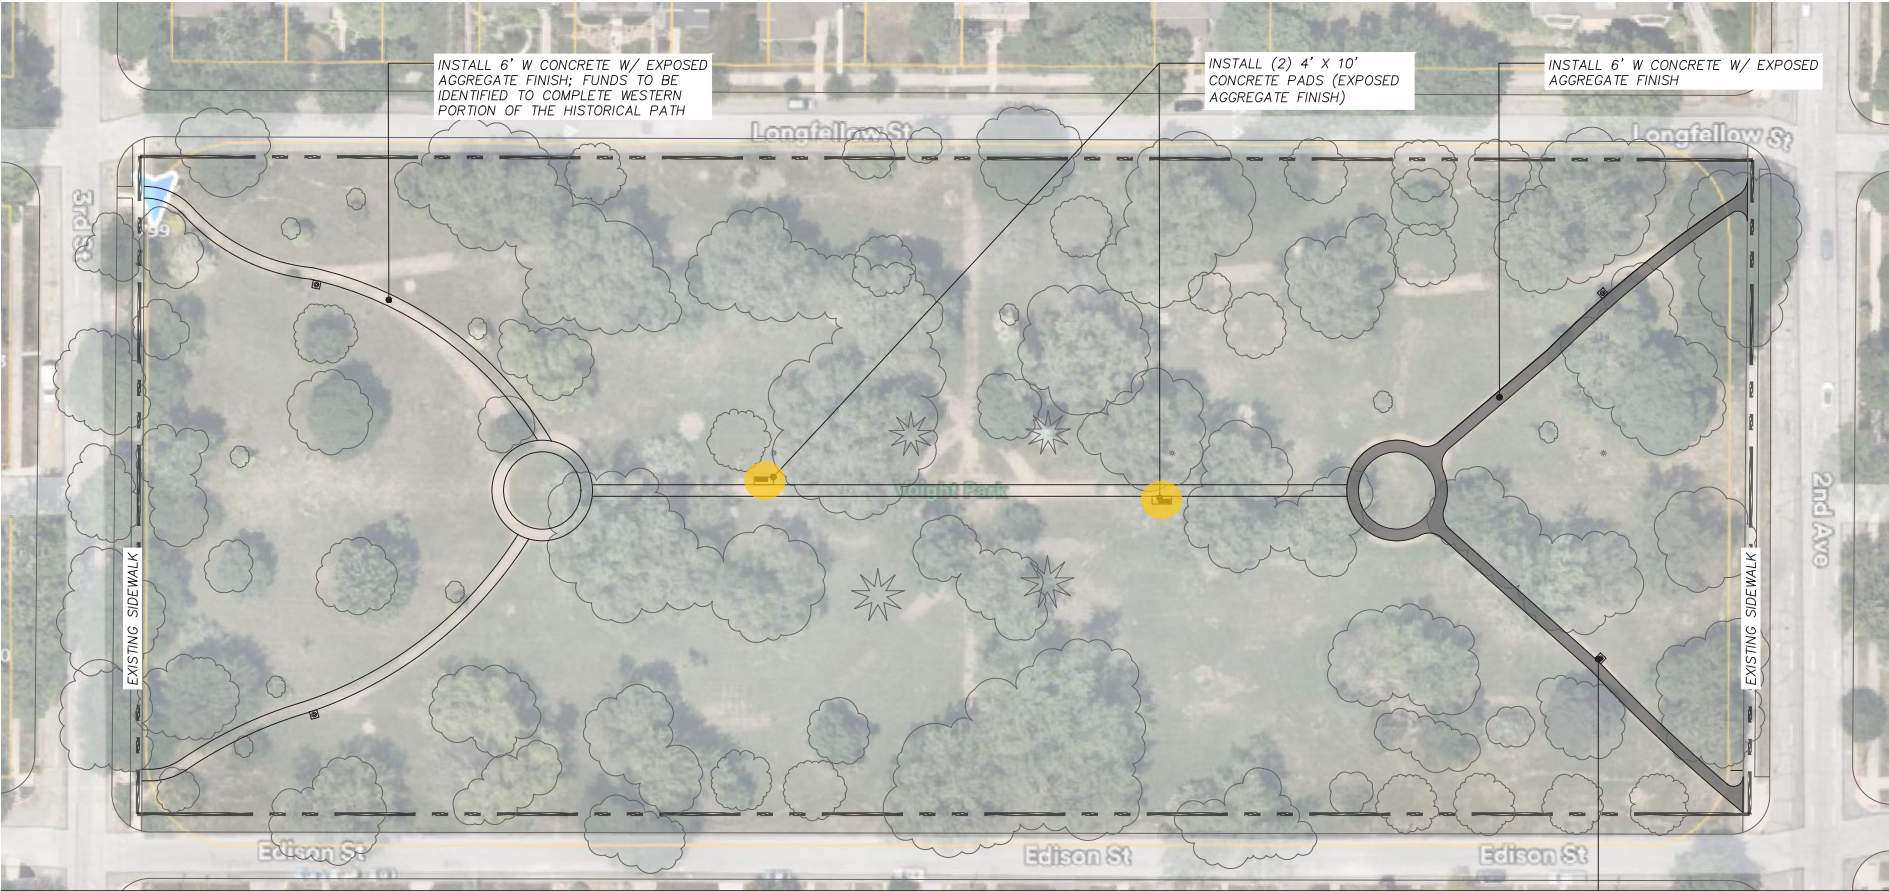 INSTALL 6' W CONCRETE W/ EXPOSED
AGGREGATE FINISH; FUNDS TO BE
IDENTIFIED TO COMPLETE WESTERN
PORTION OF THE HISTORICAL PATH
INSTALL (2) 4' X 10'
CONCRETE PADS (EXPOSED
AGGREGATE FINISH)
INSTALL 6' W CONCRETE W/ EXPOSED
AGGREGATE FINISH
Longfellow St
Longfellow St
3rd St
99
Park
2nd Ave
EXISTING SIDEWALK
EXISTING SIDEWALK
Edison St
Edison St
Edison St